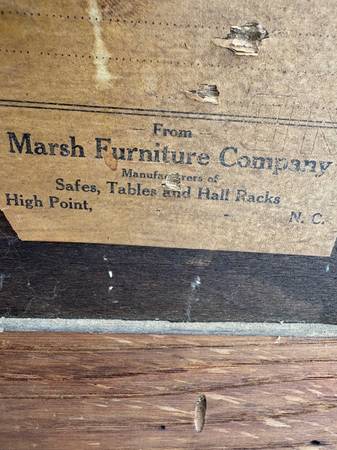 From
Marsh Furniture Company
Manufacturers of
Safes, Tables and Hall Racks
High Point, N. C.